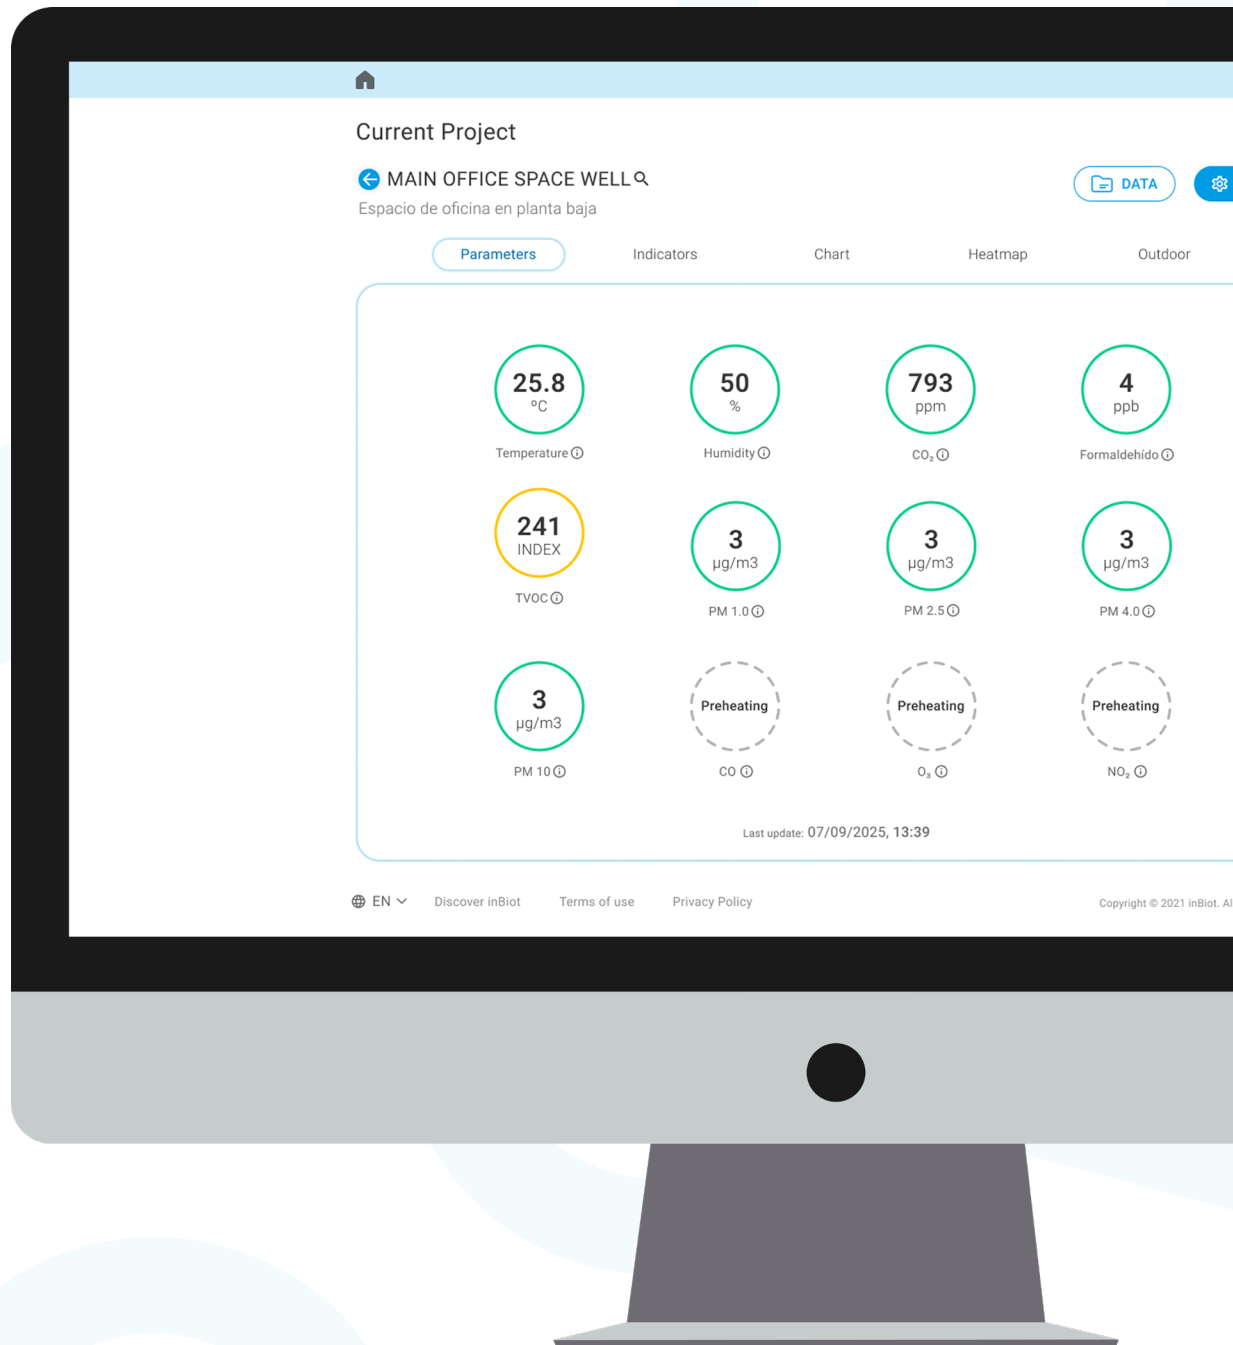 Current Project
MAIN OFFICE SPACE WELL
Espacio de oficina en planta baja
DATA
Parameters Indicators Chart Heatmap Outdoor
25.8 50 793 4
ºC % ppm ppb
Temperature Humidity CO₂ Formaldehído
241 3 3 3
INDEX µg/m3 µg/m3 µg/m3
TVOC PM 1.0 PM 2.5 PM 4.0
3 Preheating Preheating Preheating
µg/m3
PM 10 CO O₃ NO₂
Last update: 07/09/2025, 13:39
EN Discover inBiot Terms of use Privacy Policy Copyright © 2021 inBiot. Al